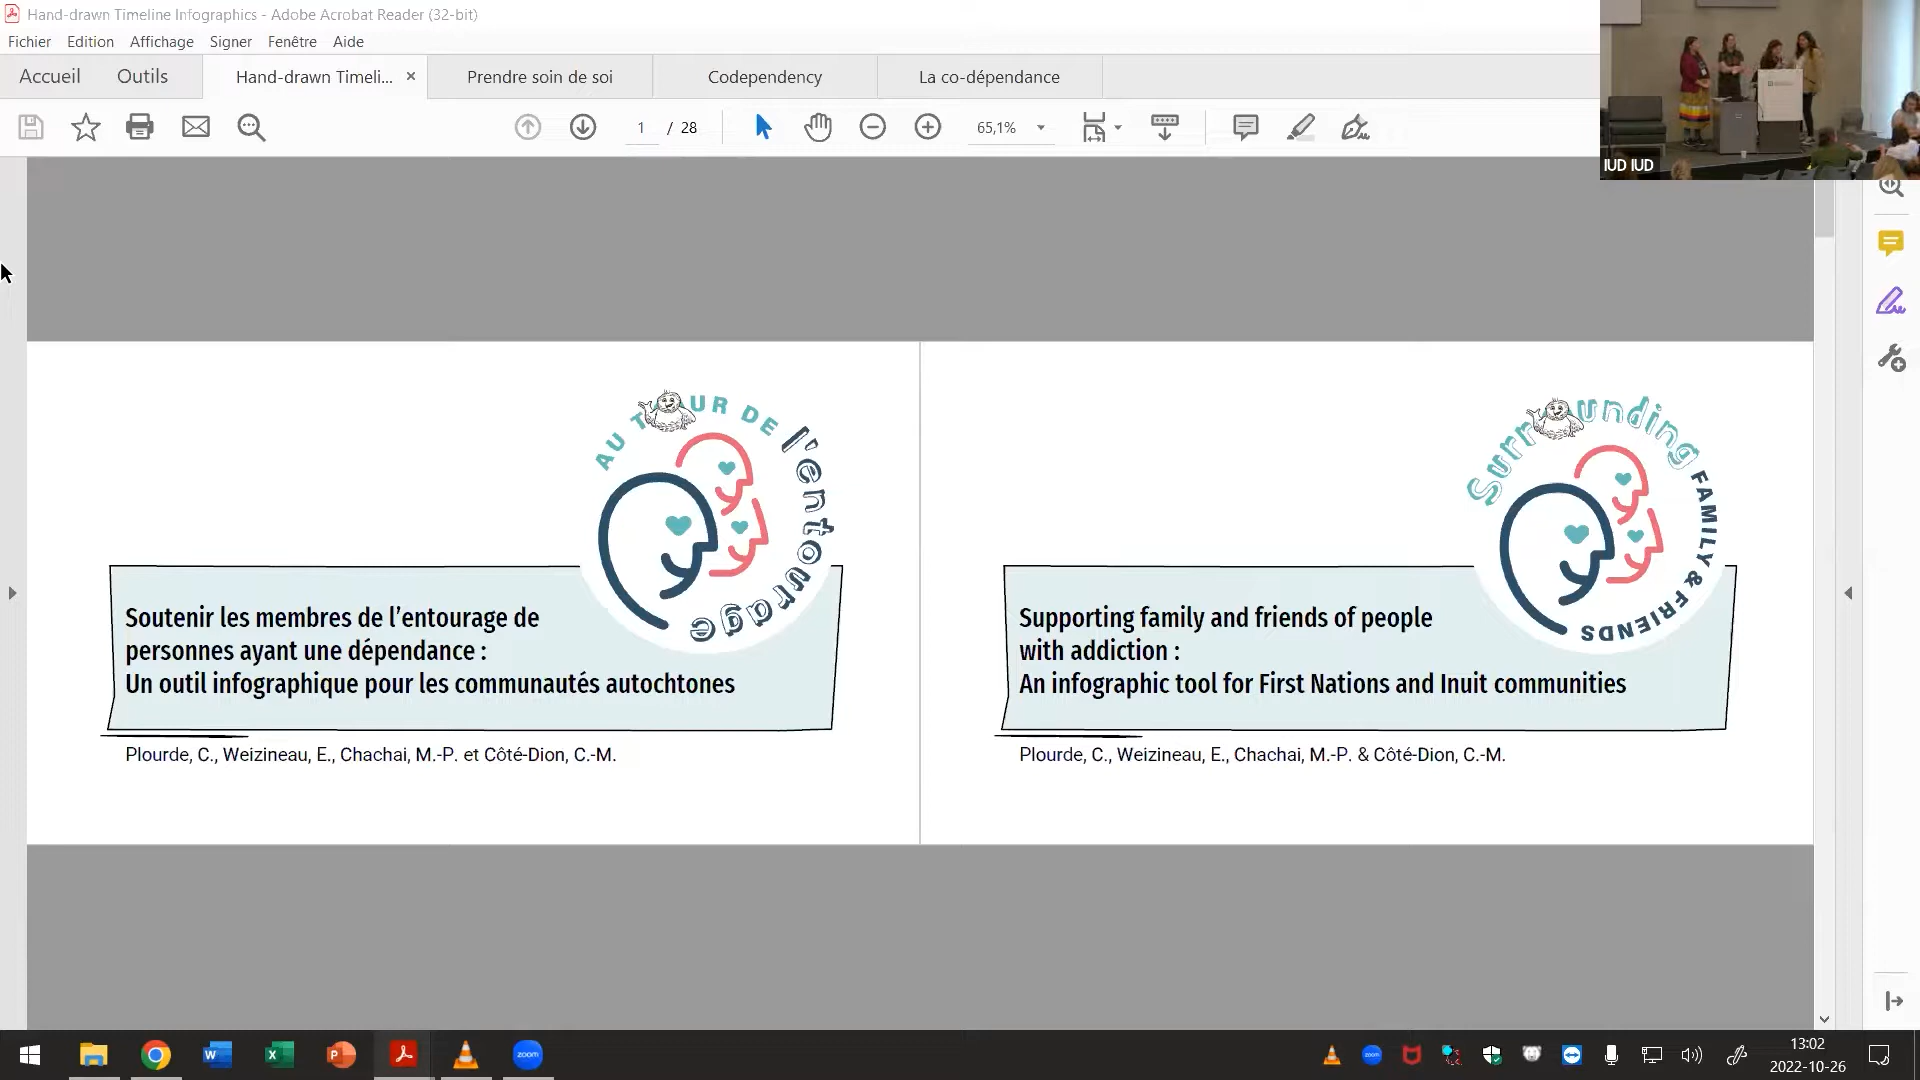 Hand-drawn Timeline Infographics - Adobe Acrobat Reader (32-bit)
Fichier Edition Affichage Signer Fenêtre Aide
Accueil Outils Hand-drawn Timeli... × Prendre soin de soi Codependency La co-dépendance
1 / 28 65,1%
IUD IUD
AU TOUR DE l'entourage
Soutenir les membres de l'entourage de
personnes ayant une dépendance :
Un outil infographique pour les communautés autochtones
Plourde, C., Weizineau, E., Chachai, M.-P. et Côté-Dion, C.-M.
Surrounding FAMILY & FRIENDS
Supporting family and friends of people
with addiction :
An infographic tool for First Nations and Inuit communities
Plourde, C., Weizineau, E., Chachai, M.-P. & Côté-Dion, C.-M.
zoom
13:02
2022-10-26